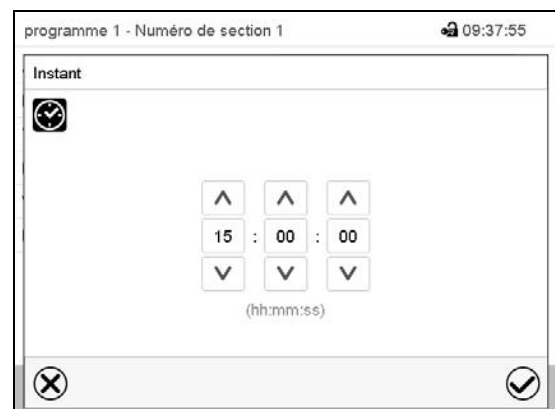 programme 1 - Numéro de section 1 09:37:55
Instant
15 : 00 : 00
(hh:mm:ss)